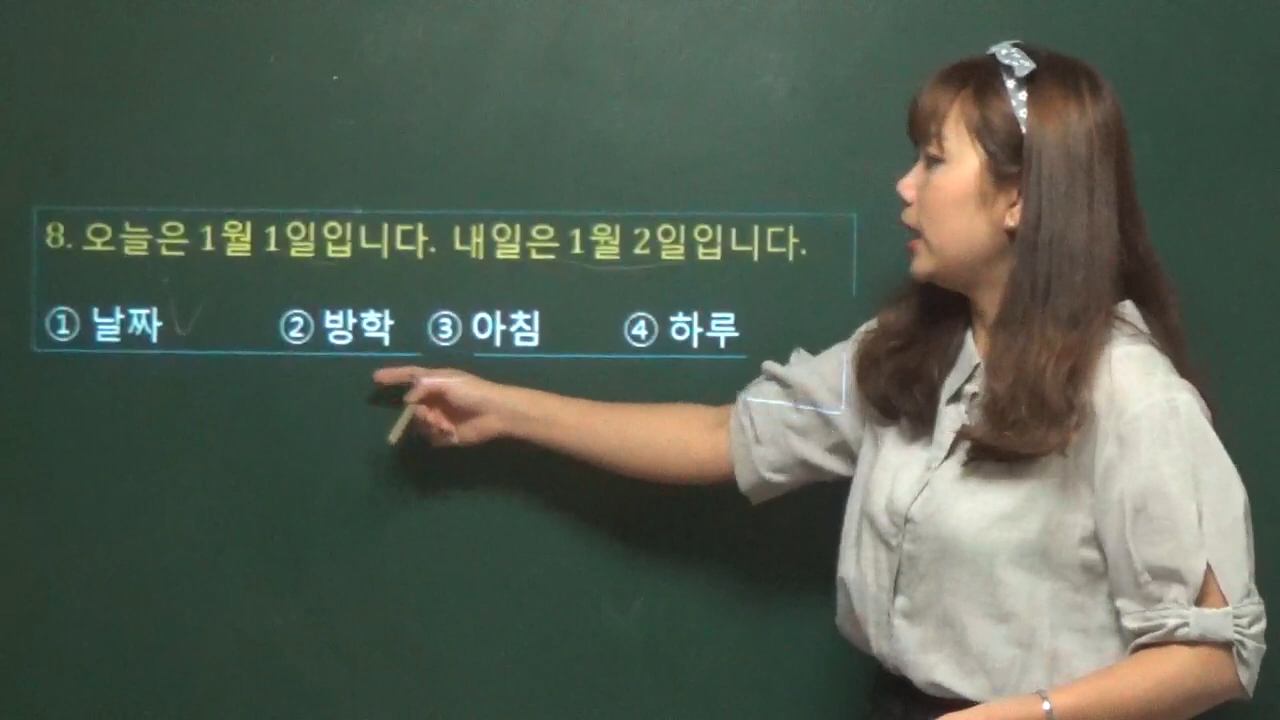 8. 오늘은 1월 1일입니다. 내일은 1월 2일입니다.
① 날짜 ② 방학 ③ 아침 ④ 하루